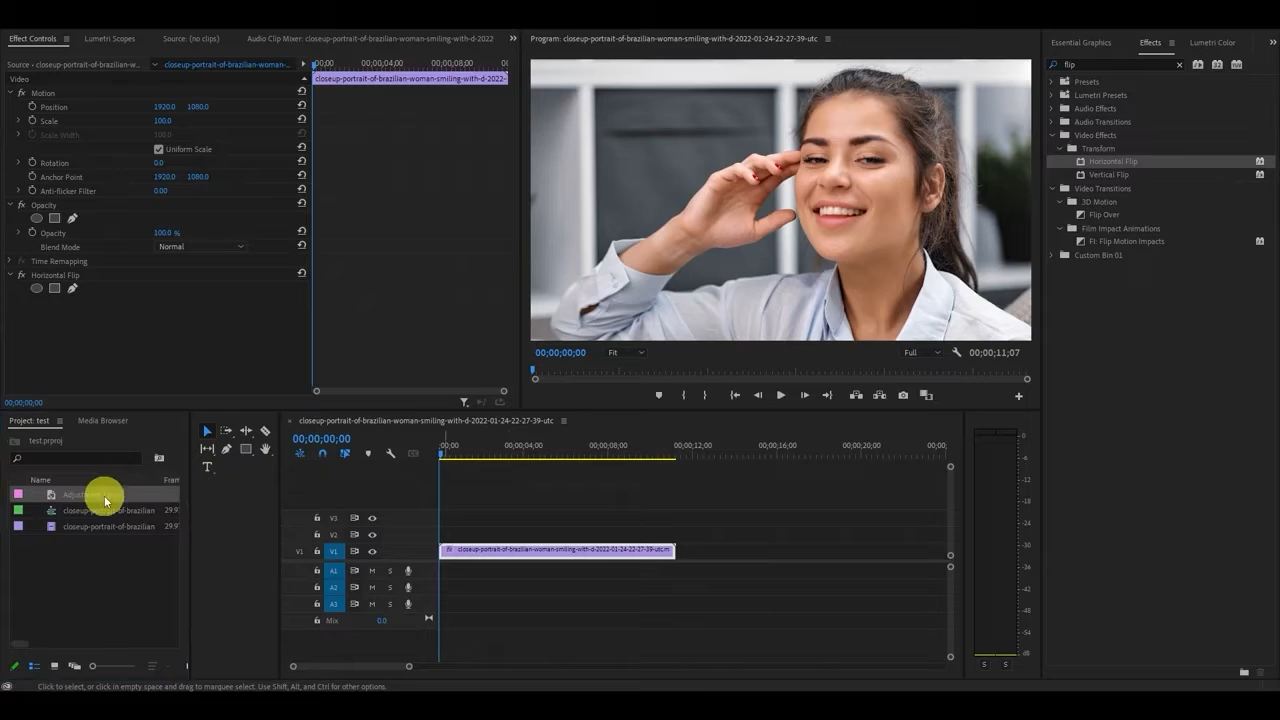 Effect Controls Lumetri Scopes Source: (no clips) Audio Clip Mixer: closeup-portrait-of-brazilian-woman-smiling-with-d-2022
Source - closeup-portrait-of-brazilian-w... closeup-portrait-of-brazilian-woman-...
;00;00 00;00;04;00 00;00;08;00 00
Video
closeup-portrait-of-brazilian-woman-smiling-with-d-2022-
fx Motion
Position 1920.0 1080.0
Scale 100.0
Scale Width 100.0
Uniform Scale
Rotation 0.0
Anchor Point 1920.0 1080.0
Anti-flicker Filter 0.00
fx Opacity
Opacity 100.0 %
Blend Mode Normal
fx Time Remapping
fx Horizontal Flip
00;00;00;00
Program: closeup-portrait-of-brazilian-woman-smiling-with-d-2022-01-24-22-27-39-utc
00;00;00;00 Fit Full 00;00;11;07
Essential Graphics Effects Lumetri Color
flip
Presets
Lumetri Presets
Audio Effects
Audio Transitions
Video Effects
Transform
Horizontal Flip
Vertical Flip
Video Transitions
3D Motion
Flip Over
Film Impact Animations
FI: Flip Motion Impacts
Custom Bin 01
Project: test Media Browser
test.prproj
Name Fram
closeup-portrait-of-brazilian 29.9
closeup-portrait-of-brazilian 29.9
T
closeup-portrait-of-brazilian-woman-smiling-with-d-2022-01-24-22-27-39-utc
00;00;00;00
;00;00 00;00;04;00 00;00;08;00 00;00;12;00 00;00;16;00 00;00;20;00 00;00;
V3
V2
V1 V1
fx closeup-portrait-of-brazilian-woman-smiling-with-d-2022-01-24-22-27-39-utc.m
A1 M S
A2 M S
A3 M S
Mix 0.0
0
-6
-12
-18
-24
-30
-36
-42
-48
-54
dB
S S
Click to select, or click in empty space and drag to marquee select. Use Shift, Alt, and Ctrl for other options.